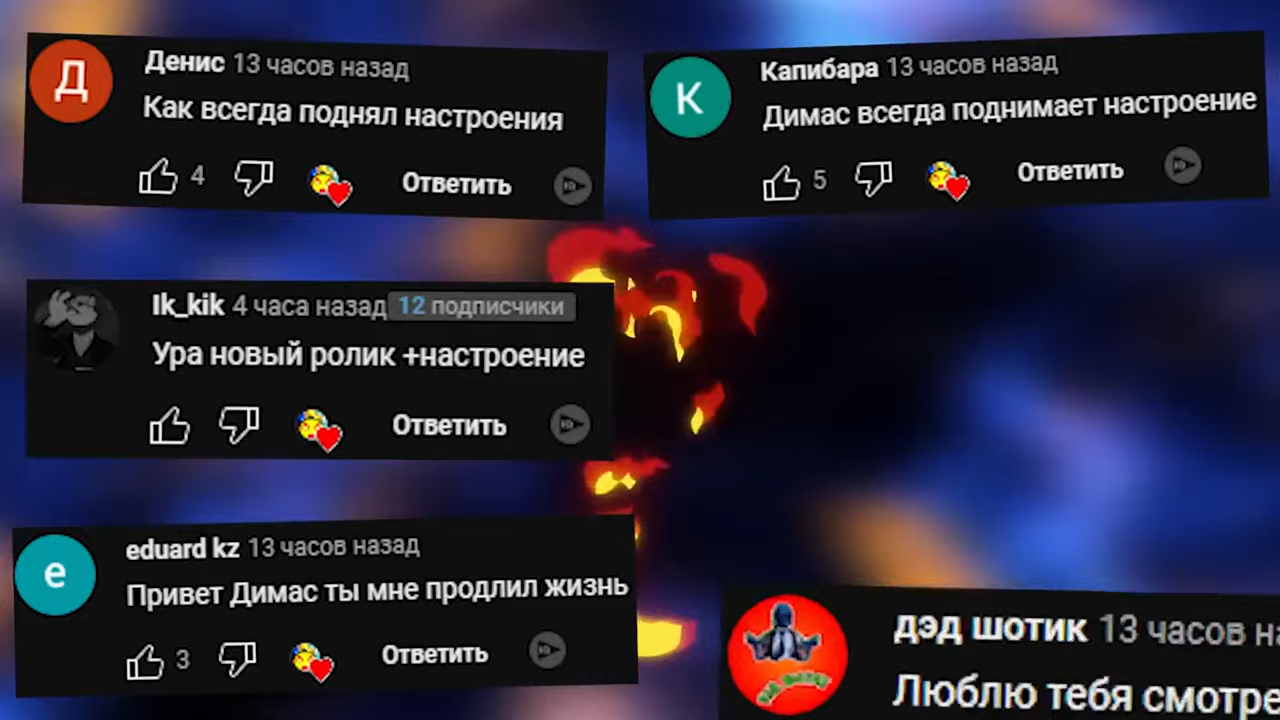 Д
Денис 13 часов назад
Как всегда поднял настроения
4
Ответить
К
Капибара 13 часов назад
Димас всегда поднимает настроение
5
Ответить
Ik_kik 4 часа назад 12 подписчики
Ура новый ролик +настроение
Ответить
e
eduard kz 13 часов назад
Привет Димас ты мне продлил жизнь
3
Ответить
дэд шотик 13 часов н
Люблю тебя смотре